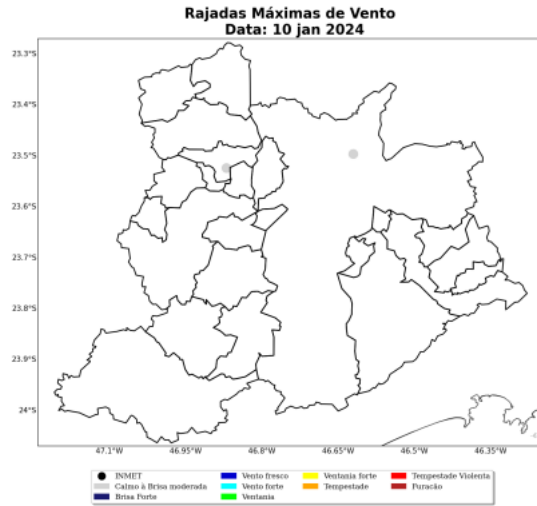 Rajadas Máximas de Vento
Data: 10 jan 2024
23.3°S
23.4°S
23.5°S
23.6°S
23.7°S
23.8°S
23.9°S
24°S
47.1°W 46.95°W 46.8°W 46.65°W 46.5°W 46.35°W
INMET Vento fresco Ventania forte Tempestade Violenta
Calmo à Brisa moderada Vento forte Tempestade Furacão
Brisa Forte Ventania